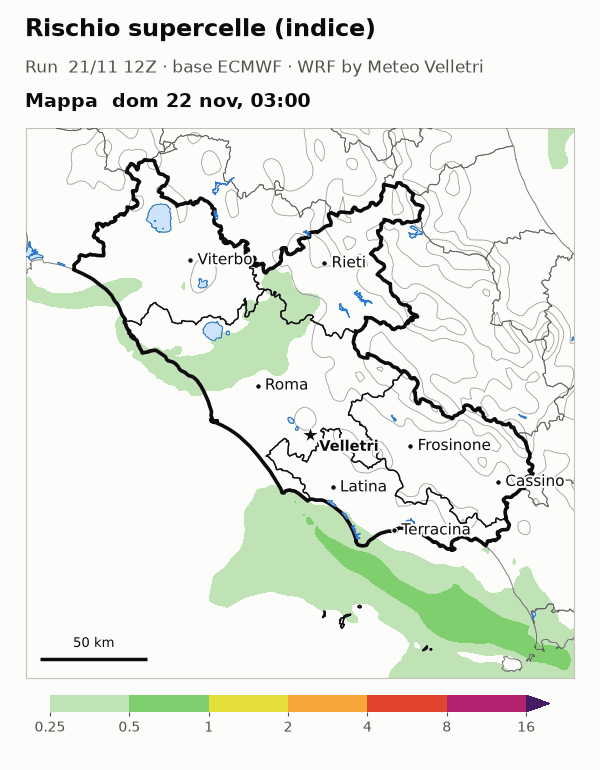 Rischio supercelle (indice)
Run 21/11 12Z · base ECMWF · WRF by Meteo Velletri
Mappa dom 22 nov, 03:00
Viterbo
Rieti
Roma
Velletri
Frosinone
Cassino
Latina
Terracina
50 km
0.25 0.5 1 2 4 8 16